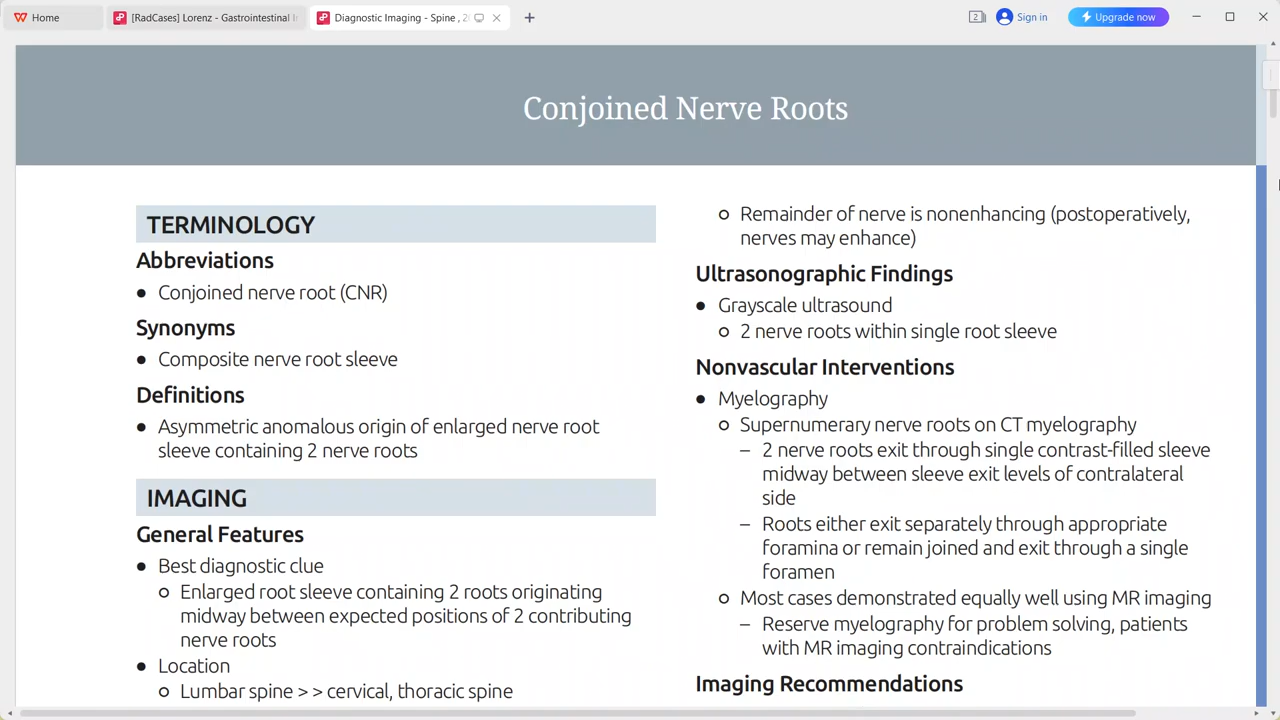 Home
[RadCases] Lorenz - Gastrointestinal I
Diagnostic Imaging - Spine , 2
2
Sign in
Upgrade now
Conjoined Nerve Roots
TERMINOLOGY
Abbreviations
● Conjoined nerve root (CNR)
Synonyms
● Composite nerve root sleeve
Definitions
● Asymmetric anomalous origin of enlarged nerve root
sleeve containing 2 nerve roots
IMAGING
General Features
● Best diagnostic clue
○ Enlarged root sleeve containing 2 roots originating
midway between expected positions of 2 contributing
nerve roots
● Location
○ Lumbar spine > > cervical, thoracic spine
○ Remainder of nerve is nonenhancing (postoperatively,
nerves may enhance)
Ultrasonographic Findings
● Grayscale ultrasound
○ 2 nerve roots within single root sleeve
Nonvascular Interventions
● Myelography
○ Supernumerary nerve roots on CT myelography
– 2 nerve roots exit through single contrast-filled sleeve
midway between sleeve exit levels of contralateral
side
– Roots either exit separately through appropriate
foramina or remain joined and exit through a single
foramen
○ Most cases demonstrated equally well using MR imaging
– Reserve myelography for problem solving, patients
with MR imaging contraindications
Imaging Recommendations